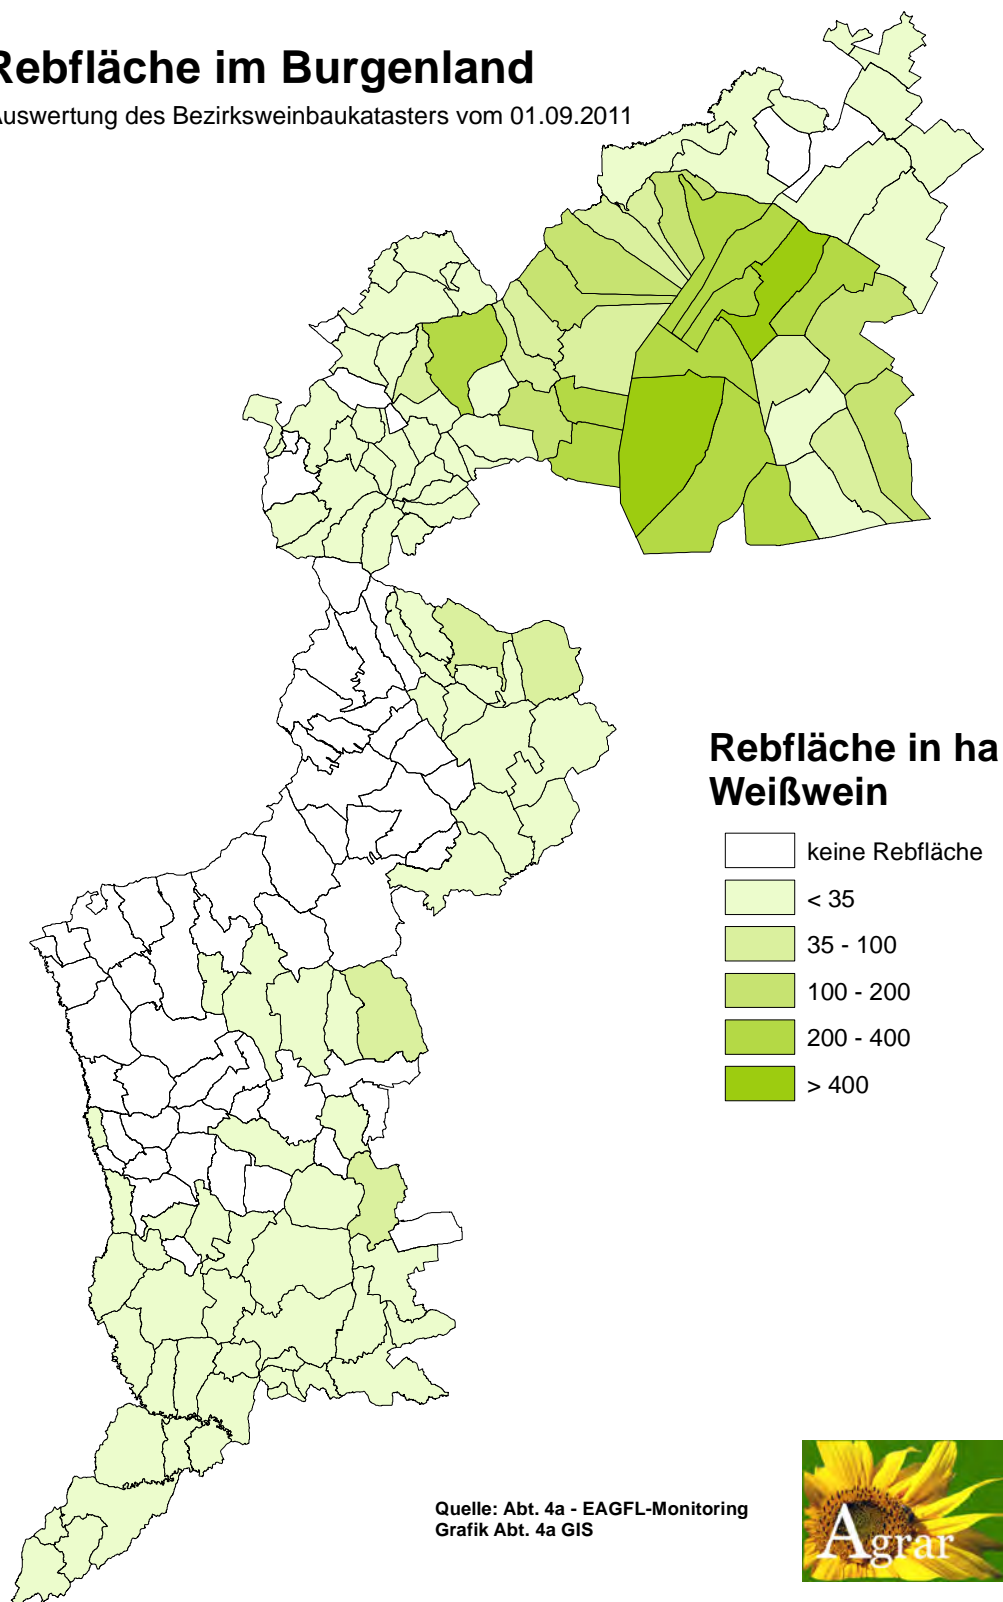 Rebfläche im Burgenland
Auswertung des Bezirksweinbaukatasters vom 01.09.2011
Rebfläche in ha
Weißwein
keine Rebfläche
< 35
35 - 100
100 - 200
200 - 400
> 400
Quelle: Abt. 4a - EAGFL-Monitoring
Grafik Abt. 4a GIS
Agrar